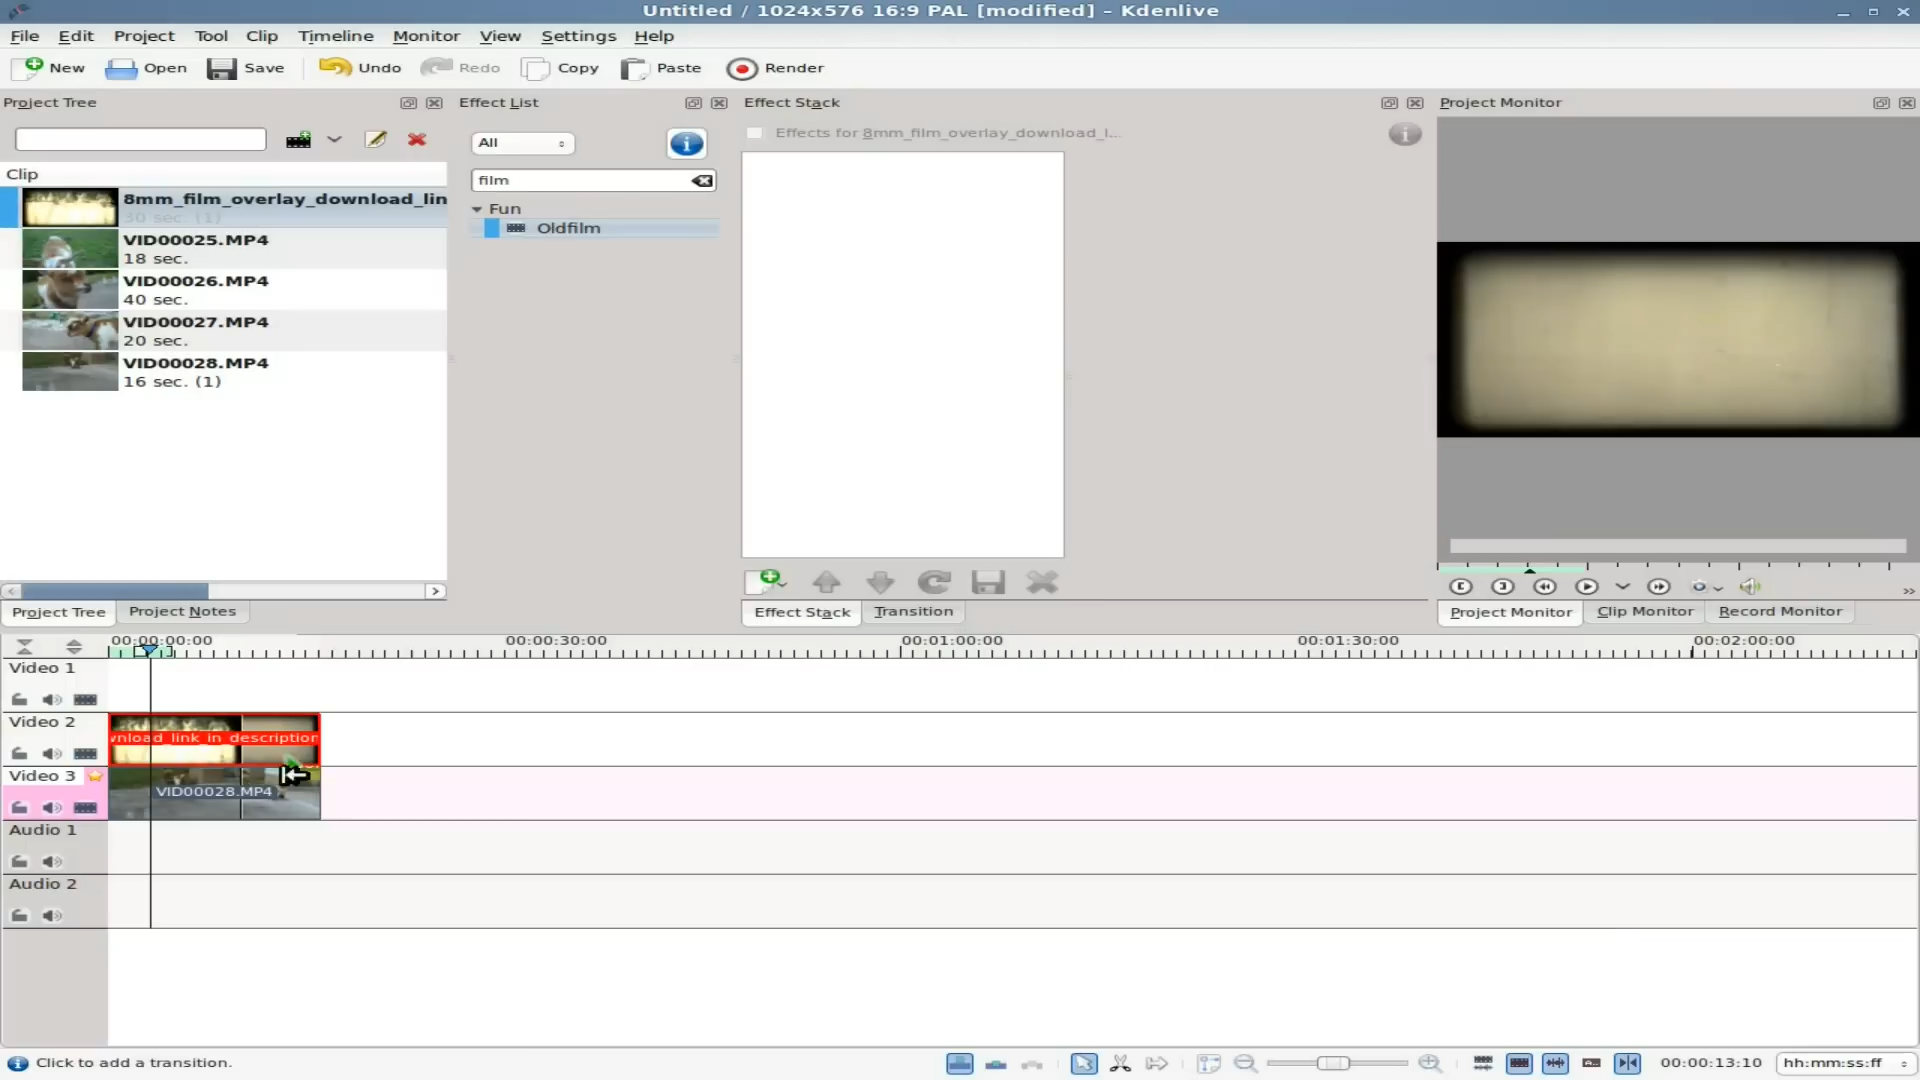 Untitled / 1024x576 16:9 PAL [modified] – Kdenlive
File Edit Project Tool Clip Timeline Monitor View Settings Help
New Open Save Undo Redo Copy Paste Render
Project Tree Effect List Effect Stack Project Monitor
Effects for 8mm_film_overlay_download_l...
All
Clip
film
8mm_film_overlay_download_lin
30 sec. (1)
Fun
Oldfilm
VID00025.MP4
18 sec.
VID00026.MP4
40 sec.
VID00027.MP4
20 sec.
VID00028.MP4
16 sec. (1)
Project Tree Project Notes Effect Stack Transition Project Monitor Clip Monitor Record Monitor
00:00:00:00 00:00:30:00 00:01:00:00 00:01:30:00 00:02:00:00
Video 1
Video 2
wnload_link_in_description
Video 3
VID00028.MP4
Audio 1
Audio 2
Click to add a transition. 00:00:13:10 hh:mm:ss:ff